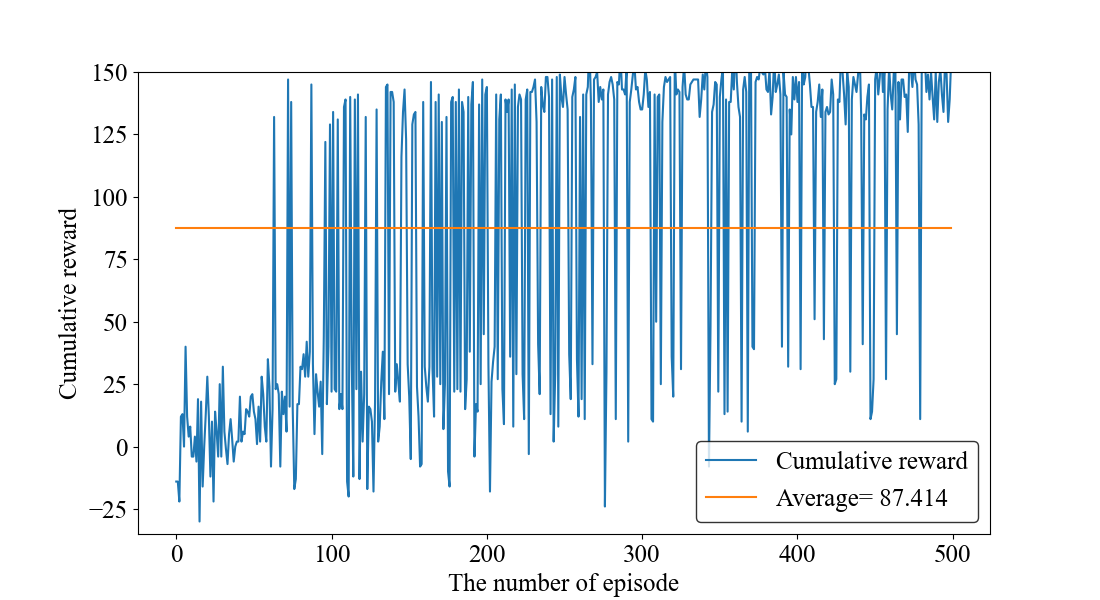 150
125
100
75
50
25
0
−25
Cumulative reward
Cumulative reward
Average= 87.414
0 100 200 300 400 500
The number of episode